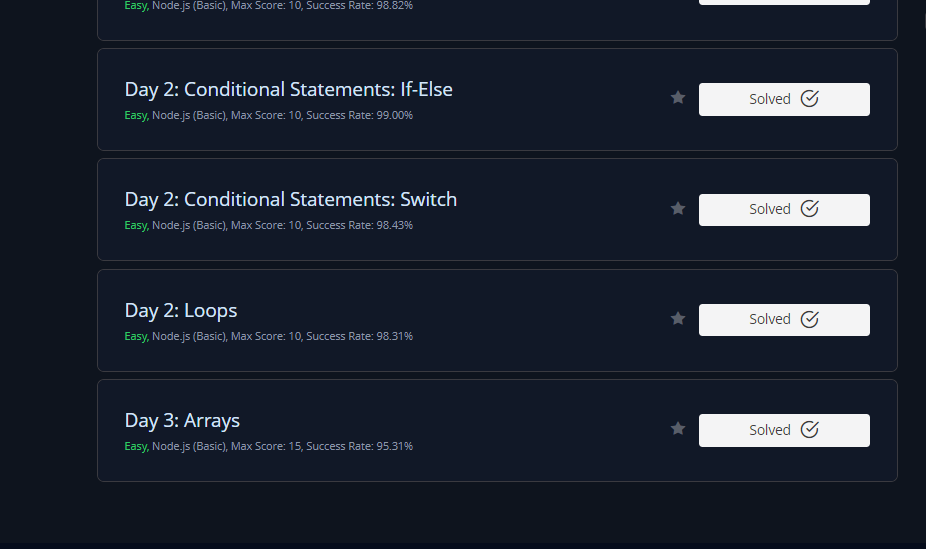 Easy, Node.js (Basic), Max Score: 10, Success Rate: 98.82%
Day 2: Conditional Statements: If-Else
Easy, Node.js (Basic), Max Score: 10, Success Rate: 99.00%
Solved
Day 2: Conditional Statements: Switch
Easy, Node.js (Basic), Max Score: 10, Success Rate: 98.43%
Solved
Day 2: Loops
Easy, Node.js (Basic), Max Score: 10, Success Rate: 98.31%
Solved
Day 3: Arrays
Easy, Node.js (Basic), Max Score: 15, Success Rate: 95.31%
Solved